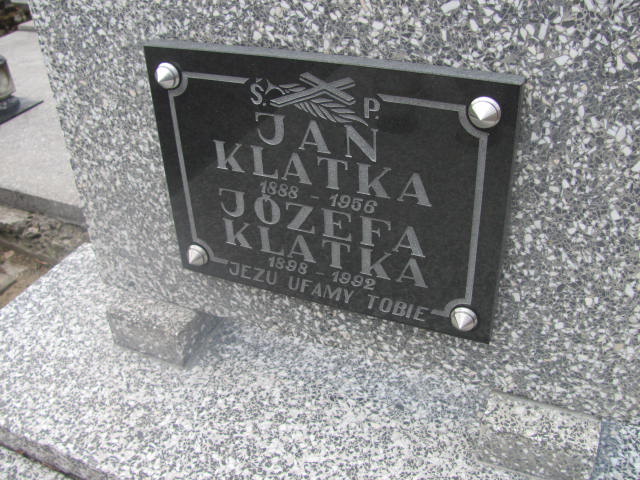 Ś. P.
JAN
KLATKA
1888 - 1956
JÓZEFA
KLATKA
1898 - 1992
JEZU UFAMY TOBIE